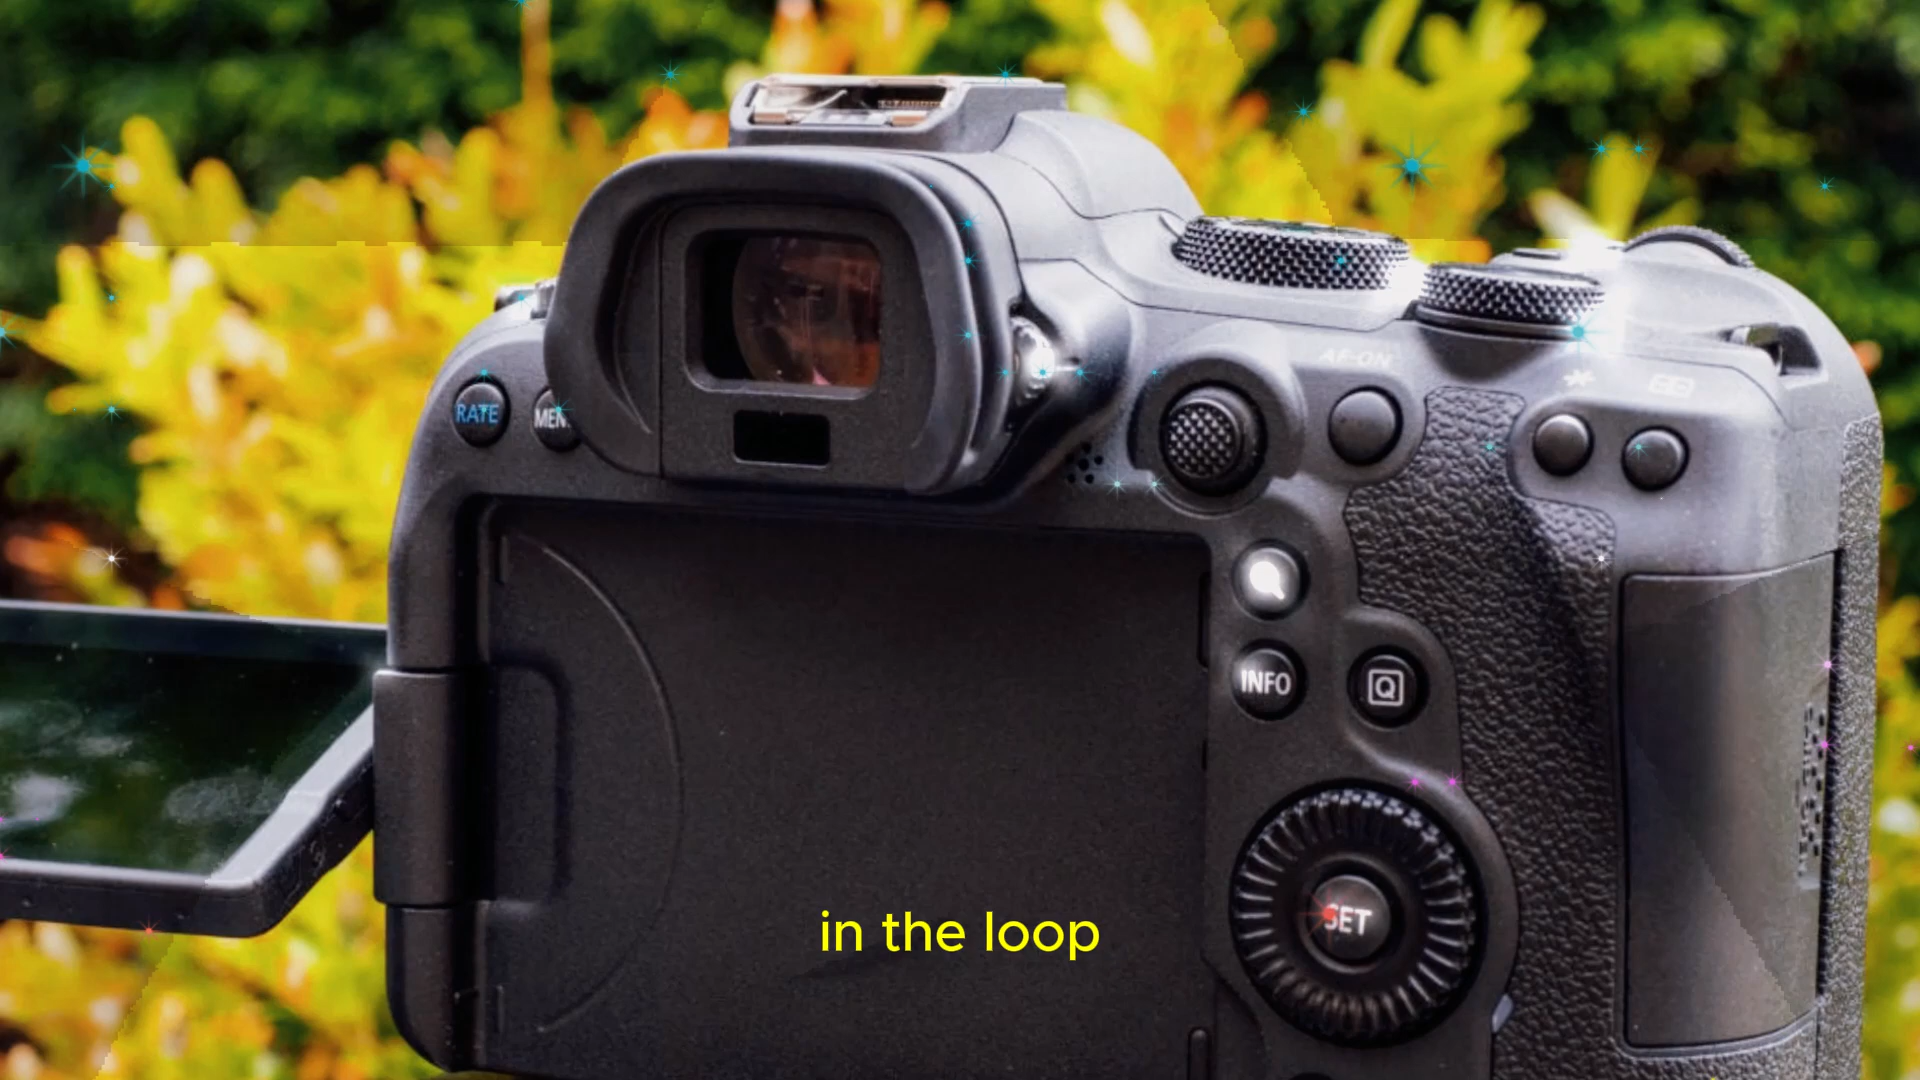 AF-ON
RATE
MEN
INFO
Q
SET
in the loop